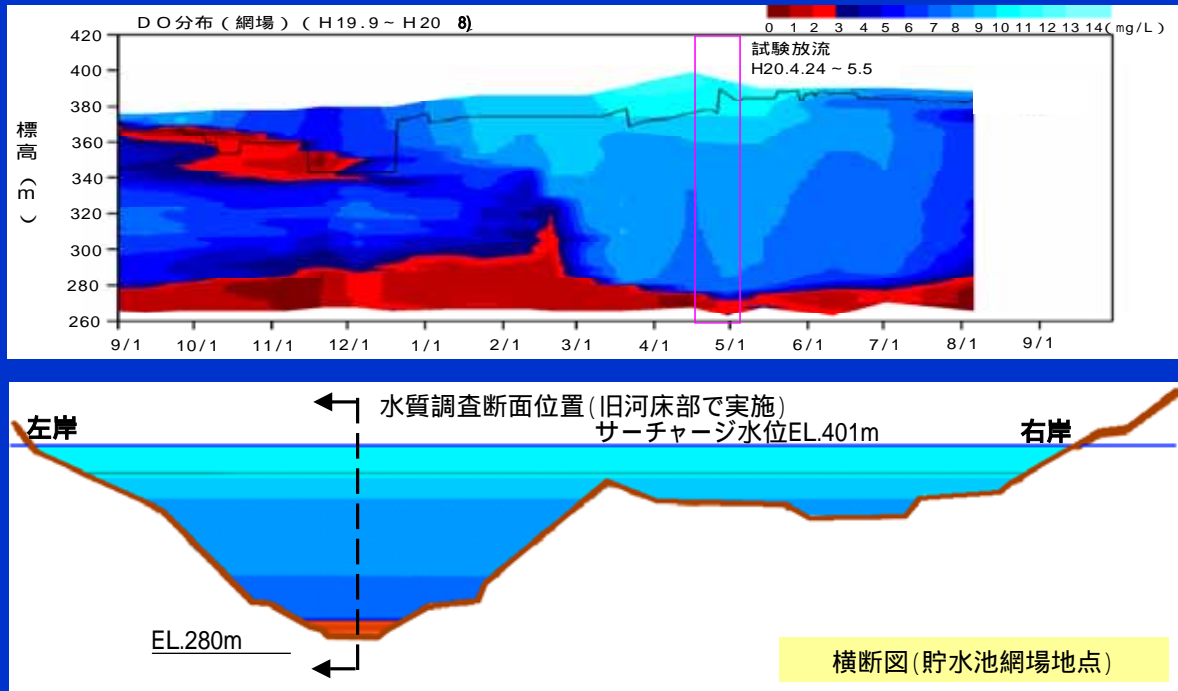 DO分布(網場)(H19.9~H20 8)
0 1 2 3 4 5 6 7 8 9 10 11 12 13 14(mg/L)
試験放流
H20.4.24~5.5
標高(m)
420
400
380
360
340
320
300
280
260
9/1 10/1 11/1 12/1 1/1 2/1 3/1 4/1 5/1 6/1 7/1 8/1 9/1
水質調査断面位置(旧河床部で実施)
サーチャージ水位EL.401m
左岸
右岸
EL.280m
横断図(貯水池網場地点)